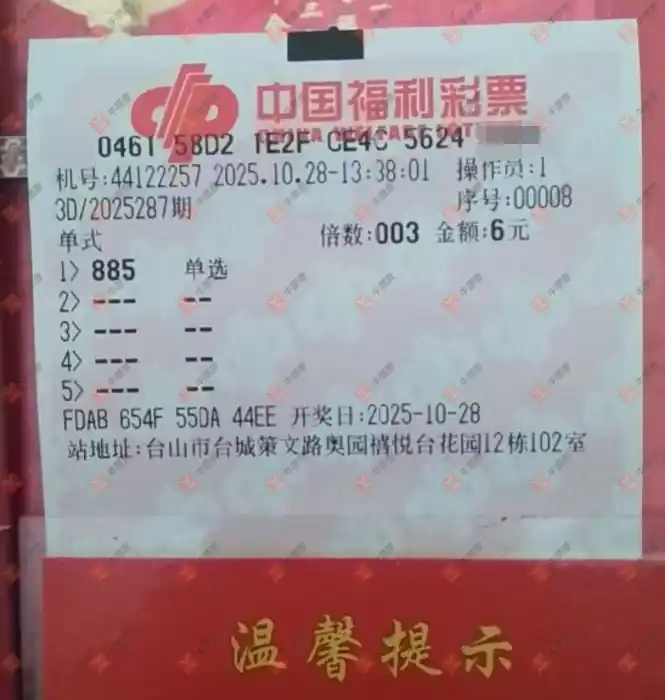 中国福利彩票
0461 58D2 1E2F CE4C 5624
机号:44122257 2025.10.28-13:38:01 操作员:1
序号:00008
3D/2025287期
单式 倍数:003 金额:6元
1> 885 单选
2> --- --
3> --- --
4> --- --
5> --- --
FDAB 654F 55DA 44EE 开奖日:2025-10-28
站地址:台山市台城策文路奥园禧悦台花园12栋102室
温馨提示